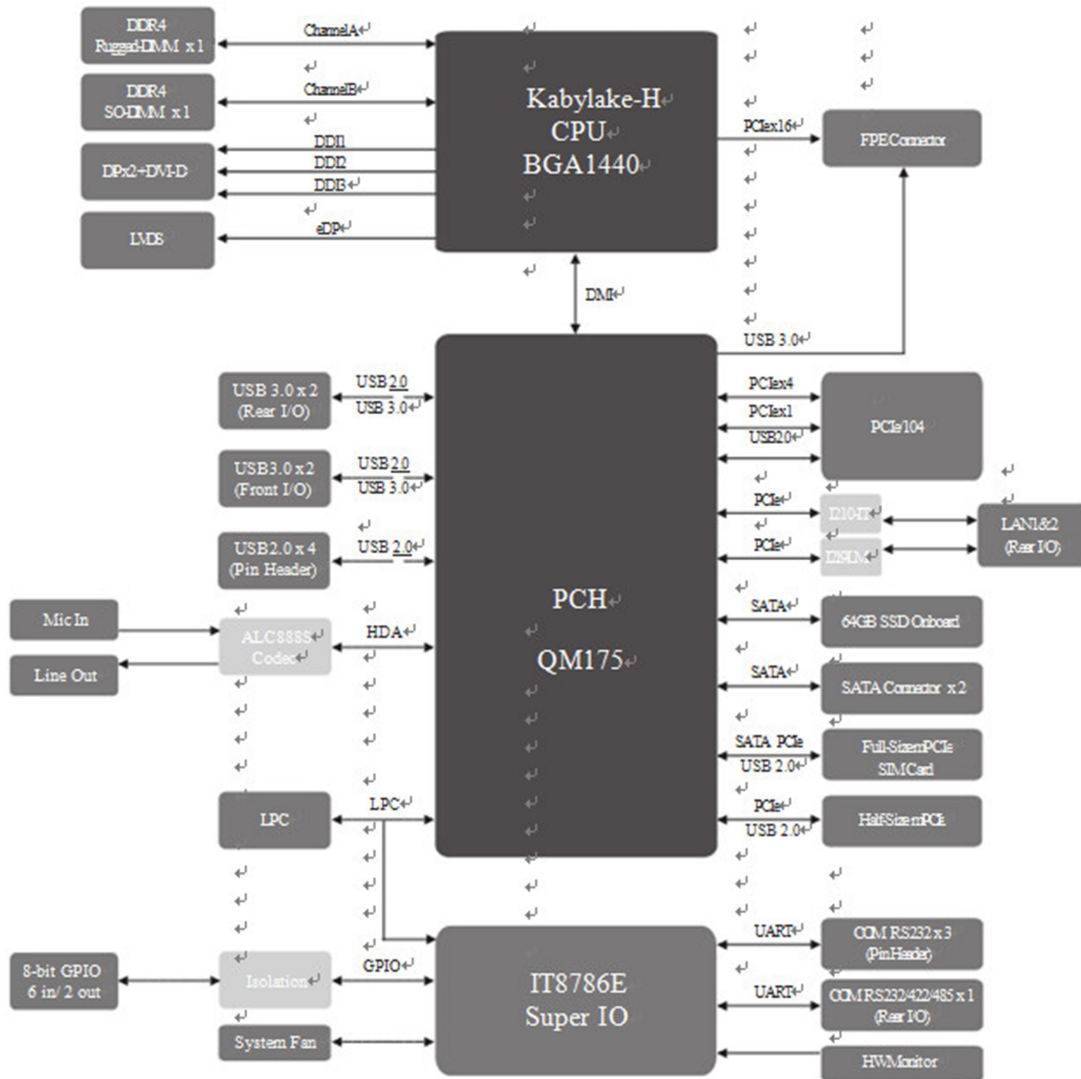 DDR4
Rugged-DIMM x 1
ChannelA
DDR4
SO-DIMM x 1
ChannelB
DPx2+DVI-D
DDI1
DDI2
DDI3
LVDS
eDP
Kabylake-H
CPU
BGA1440
PCIex16
FPE Connector
DMI
USB 3.0
USB 3.0 x 2
(Rear I/O)
USB 2.0
USB 3.0
USB3.0 x 2
(Front I/O)
USB 2.0
USB 3.0
USB2.0 x 4
(Pin Header)
USB 2.0
Mic In
Line Out
ALC888S
Codec
HDA
PCH
QM175
PCIex4
PCIex1
USB2.0
PCIe/104
PCIe
I210-IT
PCIe
I219LM
LAN1&2
(Rear I/O)
SATA
64GB SSD Onboard
SATA
SATA Connector x 2
SATA PCIe
USB 2.0
Full-Size mPCIe
SIM Card
PCIe
USB 2.0
Half-Size mPCIe
LPC
LPC
8-bit GPIO
6 in/ 2 out
Isolation
GPIO
System Fan
IT8786E
Super IO
UART
COM RS232 x 3
(Pin Header)
UART
COM RS232/422/485 x 1
(Rear I/O)
HW Monitor